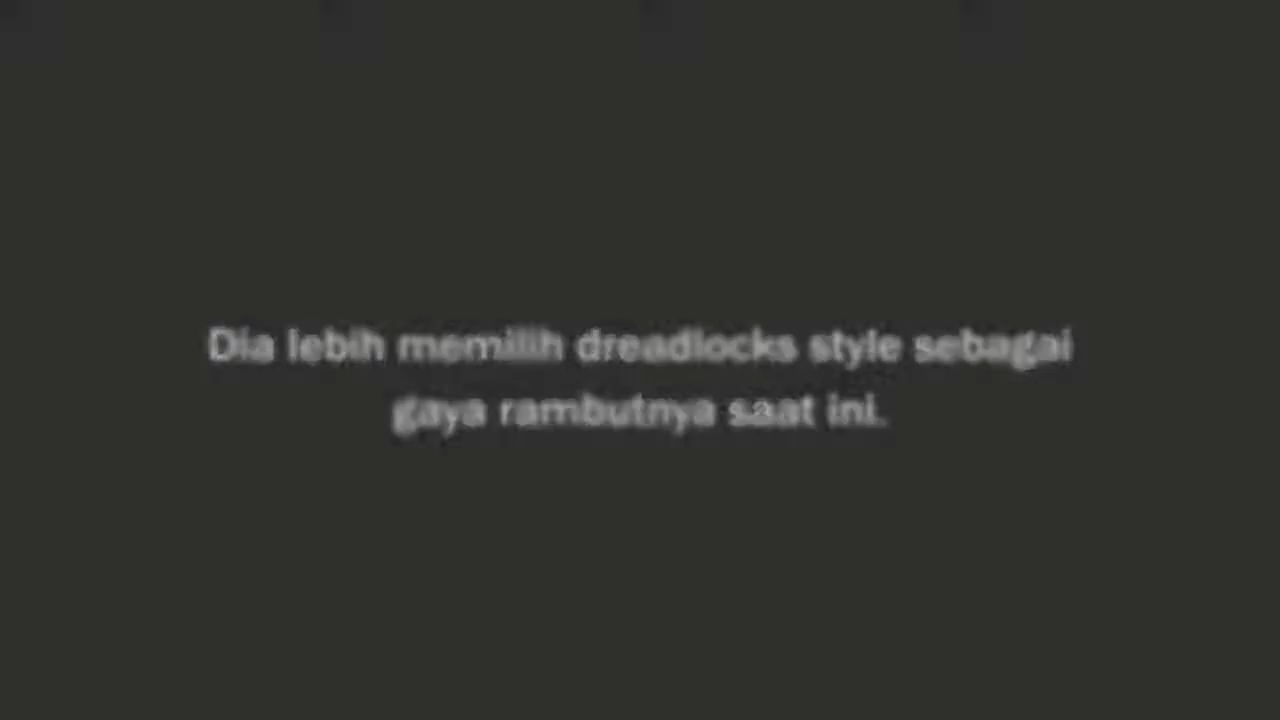 Dia lebih memilih dreadlocks style sebagai
gaya rambutnya saat ini.